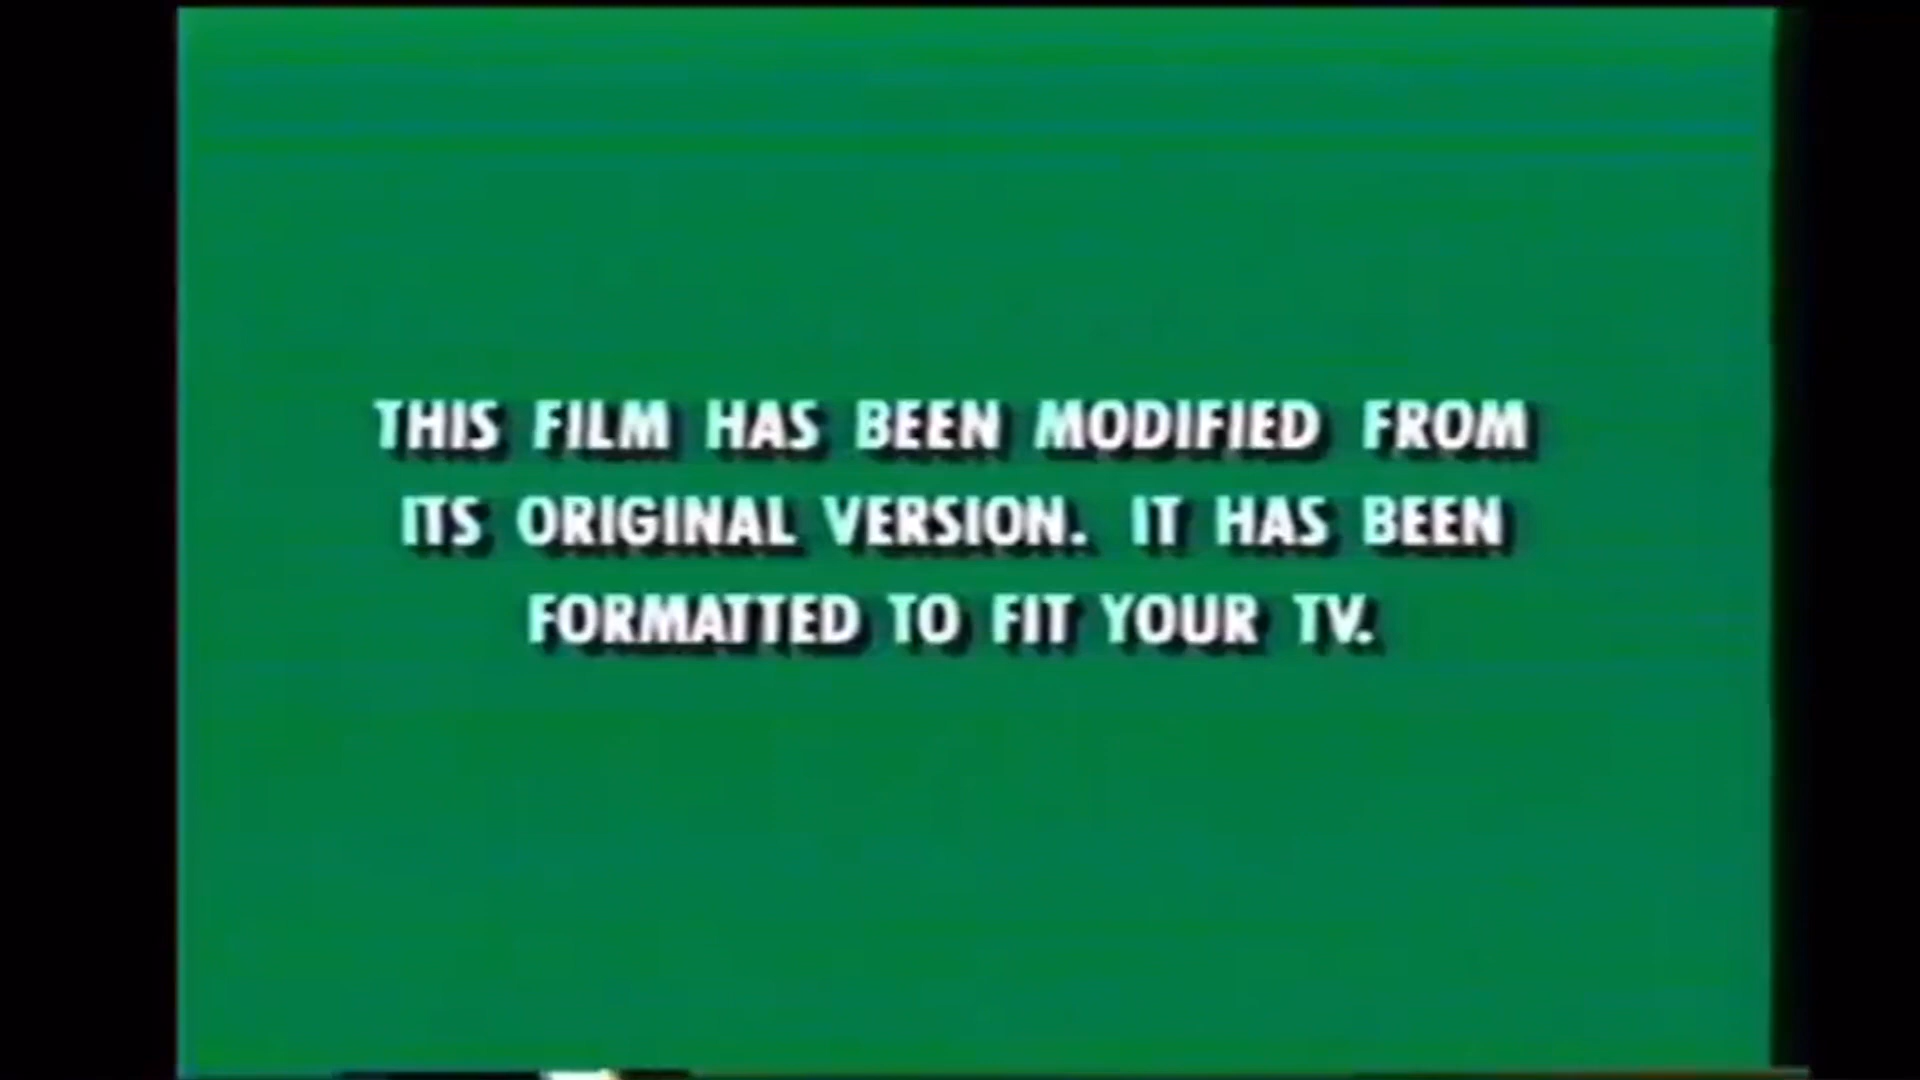 THIS FILM HAS BEEN MODIFIED FROM
ITS ORIGINAL VERSION. IT HAS BEEN
FORMATTED TO FIT YOUR TV.